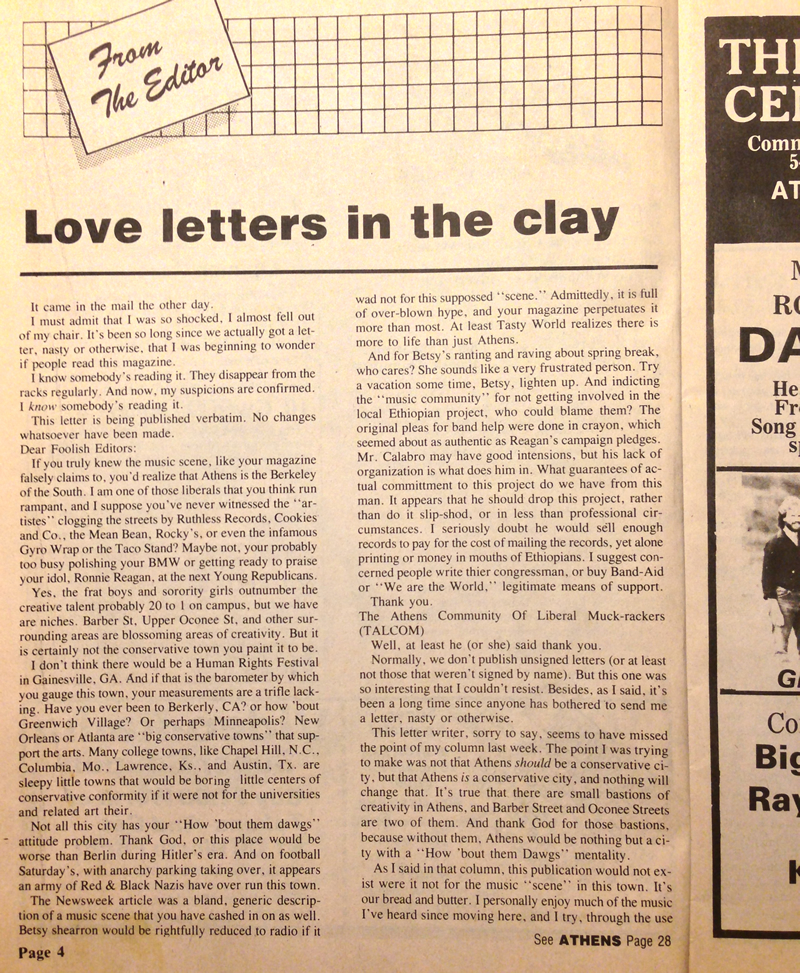 From
The Editor
Love letters in the clay
It came in the mail the other day.
I must admit that I was so shocked, I almost fell out
of my chair. It's been so long since we actually got a let-
ter, nasty or otherwise, that I was beginning to wonder
if people read this magazine.
I know somebody's reading it. They disappear from the
racks regularly. And now, my suspicions are confirmed.
I know somebody's reading it.
This letter is being published verbatim. No changes
whatsoever have been made.
Dear Foolish Editors:
If you truly knew the music scene, like your magazine
falsely claims to, you'd realize that Athens is the Berkeley
of the South. I am one of those liberals that you think run
rampant, and I suppose you've never witnessed the "ar-
tistes" clogging the streets by Ruthless Records, Cookies
and Co., the Mean Bean, Rocky's, or even the infamous
Gyro Wrap or the Taco Stand? Maybe not, your probably
too busy polishing your BMW or getting ready to praise
your idol, Ronnie Reagan, at the next Young Republicans.
Yes, the frat boys and sorority girls outnumber the
creative talent probably 20 to 1 on campus, but we have
are niches. Barber St, Upper Oconee St, and other sur-
rounding areas are blossoming areas of creativity. But it
is certainly not the conservative town you paint it to be.
I don't think there would be a Human Rights Festival
in Gainesville, GA. And if that is the barometer by which
you gauge this town, your measurements are a trifle lack-
ing. Have you ever been to Berkerly, CA? or how 'bout
Greenwich Village? Or perhaps Minneapolis? New
Orleans or Atlanta are "big conservative towns" that sup-
port the arts. Many college towns, like Chapel Hill, N.C.,
Columbia, Mo., Lawrence, Ks., and Austin, Tx. are
sleepy little towns that would be boring little centers of
conservative conformity if it were not for the universities
and related art their.
Not all this city has your "How 'bout them dawgs"
attitude problem. Thank God, or this place would be
worse than Berlin during Hitler's era. And on football
Saturday's, with anarchy parking taking over, it appears
an army of Red & Black Nazis have over run this town.
The Newsweek article was a bland, generic descrip-
tion of a music scene that you have cashed in on as well.
Betsy shearron would be rightfully reduced to radio if it
Page 4
wad not for this suppossed "scene." Admittedly, it is full
of over-blown hype, and your magazine perpetuates it
more than most. At least Tasty World realizes there is
more to life than just Athens.
And for Betsy's ranting and raving about spring break,
who cares? She sounds like a very frustrated person. Try
a vacation some time, Betsy, lighten up. And indicting
the "music community" for not getting involved in the
local Ethiopian project, who could blame them? The
original pleas for band help were done in crayon, which
seemed about as authentic as Reagan's campaign pledges.
Mr. Calabro may have good intensions, but his lack of
organization is what does him in. What guarantees of ac-
tual committment to this project do we have from this
man. It appears that he should drop this project, rather
than do it slip-shod, or in less than professional cir-
cumstances. I seriously doubt he would sell enough
records to pay for the cost of mailing the records, yet alone
printing or money in mouths of Ethiopians. I suggest con-
cerned people write thier congressman, or buy Band-Aid
or "We are the World," legitimate means of support.
Thank you.
The Athens Community Of Liberal Muck-rackers
(TALCOM)
Well, at least he (or she) said thank you.
Normally, we don't publish unsigned letters (or at least
not those that weren't signed by name). But this one was
so interesting that I couldn't resist. Besides, as I said, it's
been a long time since anyone has bothered to send me
a letter, nasty or otherwise.
This letter writer, sorry to say, seems to have missed
the point of my column last week. The point I was trying
to make was not that Athens should be a conservative ci-
ty, but that Athens is a conservative city, and nothing will
change that. It's true that there are small bastions of
creativity in Athens, and Barber Street and Oconee Streets
are two of them. And thank God for those bastions,
because without them, Athens would be nothing but a ci-
ty with a "How 'bout them Dawgs" mentality.
As I said in that column, this publication would not ex-
ist were it not for the music "scene" in this town. It's
our bread and butter. I personally enjoy much of the music
I've heard since moving here, and I try, through the use
See ATHENS Page 28
TH
CE
Comm
5
AT
RO
DA
He
Fr
Song
sp
G
Co
Big
Ray
K